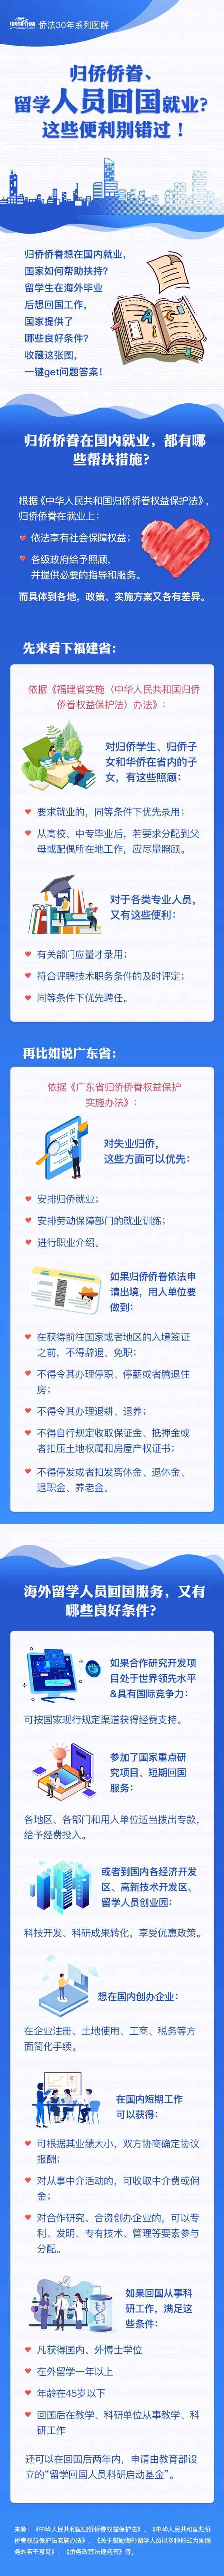 中国侨网 侨法30年系列图解
归侨侨眷、
留学人员回国就业?
这些便利别错过!
归侨侨眷想在国内就业,
国家如何帮助扶持?
留学生在海外毕业
后想回国工作,
国家提供了
哪些良好条件?
收藏这张图,
一键get问题答案!
归侨侨眷在国内就业,都有哪
些帮扶措施?
根据《中华人民共和国归侨侨眷权益保护法》,
归侨侨眷在就业上:
依法享有社会保障权益;
各级政府给予照顾,
并提供必要的指导和服务。
而具体到各地,政策、实施方案又各有差异。
先来看下福建省:
依据《福建省实施〈中华人民共和国归侨
侨眷权益保护法〉办法》:
对归侨学生、归侨子
女和华侨在省内的子
女,有这些照顾:
要求就业的,同等条件下优先录用;
从高校、中专毕业后,若要求分配到父
母或配偶所在地工作,应尽量照顾。
对于各类专业人员,
又有这些便利:
有关部门应量才录用;
符合评聘技术职务条件的及时评定;
同等条件下优先聘任。
再比如说广东省:
依据《广东省归侨侨眷权益保护
实施办法》:
对失业归侨,
这些方面可以优先:
安排归侨就业;
安排劳动保障部门的就业训练;
进行职业介绍。
如果归侨侨眷依法申
请出境,用人单位要
做到:
在获得前往国家或者地区的入境签证
之前,不得辞退、免职;
不得令其办理停职、停薪或者腾退住
房;
不得令其办理退耕、退养;
不得自行规定收取保证金、抵押金或
者扣压土地权属和房屋产权证书;
不得停发或者扣发离休金、退休金、
退职金、养老金。
海外留学人员回国服务,又有
哪些良好条件?
如果合作研究开发项
目处于世界领先水平
&具有国际竞争力:
可按国家现行规定渠道获得经费支持。
参加了国家重点研
究项目、短期回国
服务:
各地区、各部门和用人单位适当拨出专款,
给予经费投入。
或者到国内各经济开发
区、高新技术开发区、
留学人员创业园:
科技开发、科研成果转化,享受优惠政策。
想在国内创办企业:
在企业注册、土地使用、工商、税务等方
面简化手续。
在国内短期工作
可以获得:
可根据其业绩大小,双方协商确定协议
报酬;
对从事中介活动的,可收取中介费或佣
金;
对合作研究、合资创办企业的,可以专
利、发明、专有技术、管理等要素参与
分配。
如果回国从事科
研工作,满足这
些条件:
凡获得国内、外博士学位
在外留学一年以上
年龄在45岁以下
回国后在教学、科研单位从事教学、科
研工作
还可以在回国后两年内,申请由教育部设
立的“留学回国人员科研启动基金”。
来源:《中华人民共和国归侨侨眷权益保护法》、《中华人民共和国归侨
侨眷权益保护法实施办法》、《关于鼓励海外留学人员以多种形式为国服
务的若干意见》、《侨务政策法规问答》等。